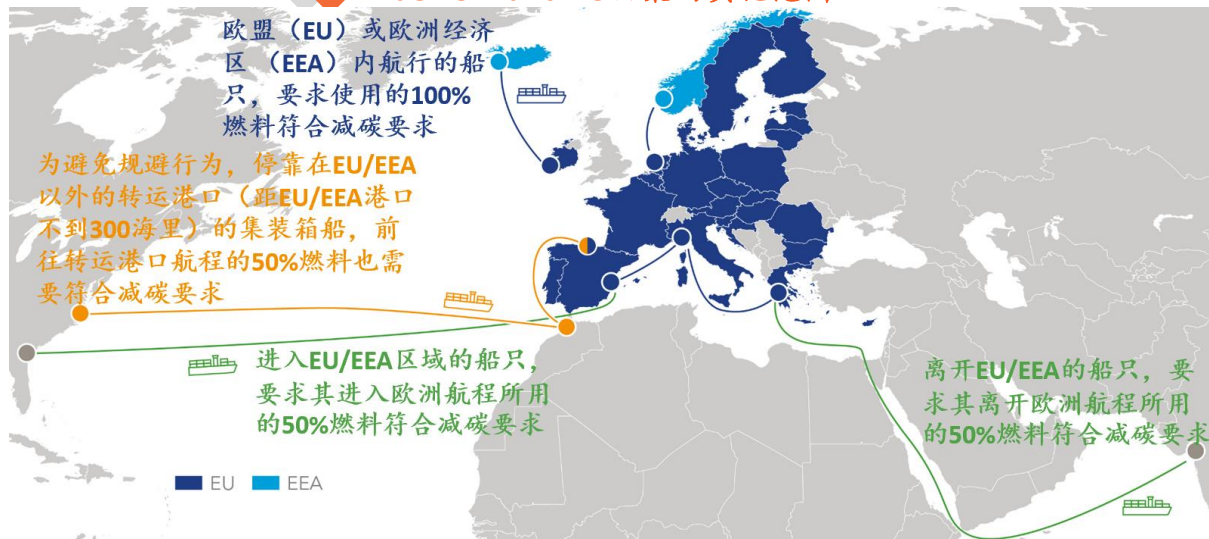 欧盟（EU）或欧洲经济
区 （EEA）内航行的船
只，要求使用的100%
燃料符合减碳要求
为避免规避行为，停靠在EU/EEA
以外的转运港口（距EU/EEA港口
不到300海里）的集装箱船，前
往转运港口航程的50%燃料也需
要符合减碳要求
进入EU/EEA区域的船只，
要求其进入欧洲航程所用
的50%燃料符合减碳要求
离开EU/EEA的船只，要
求其离开欧洲航程所用
的50%燃料符合减碳要求
EU
EEA